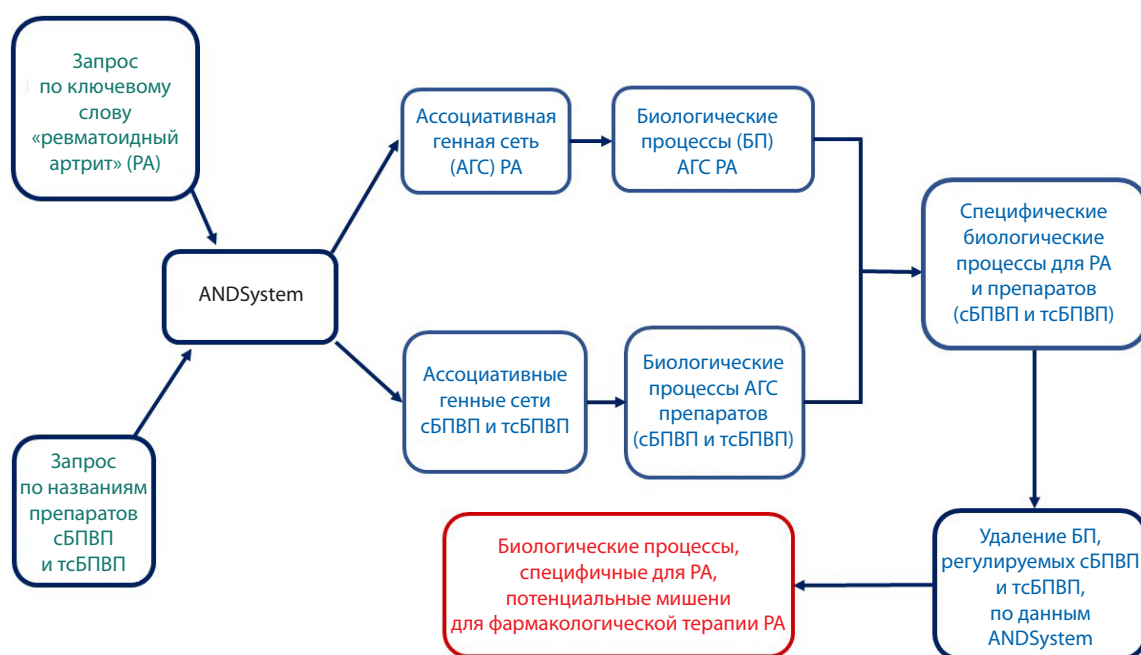 Запрос
по ключевому
слову
«ревматоидный
артрит» (РА)
ANDSystem
Запрос
по названиям
препаратов
сБПВП
и тсБПВП
Ассоциативная
генная сеть
(АГС) РА
Биологические
процессы (БП)
АГС РА
Ассоциативные
генные сети
сБПВП и тсБПВП
Биологические
процессы АГС
препаратов
(сБПВП и тсБПВП)
Специфические
биологические
процессы для РА
и препаратов
(сБПВП и тсБПВП)
Удаление БП,
регулируемых сБПВП
и тсБПВП,
по данным
ANDSystem
Биологические процессы,
специфичные для РА,
потенциальные мишени
для фармакологической терапии РА